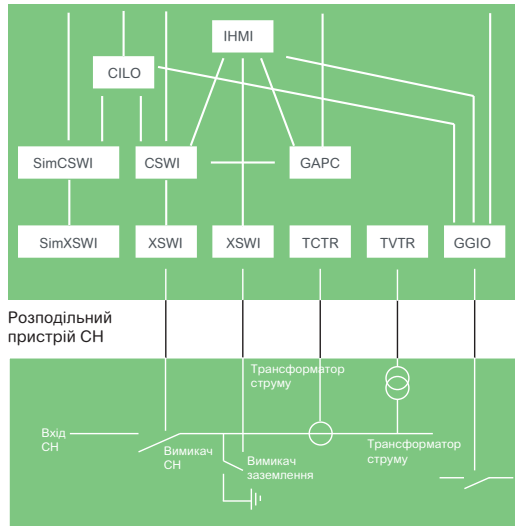 IHMI
CILO
SimCSWI
CSWI
GAPC
SimXSWI
XSWI
XSWI
TCTR
TVTR
GGIO
Розподільний
пристрій СН
Трансформатор
струму
Вхід
СН
Вимикач
СН
Вимикач
заземлення
Трансформатор
струму